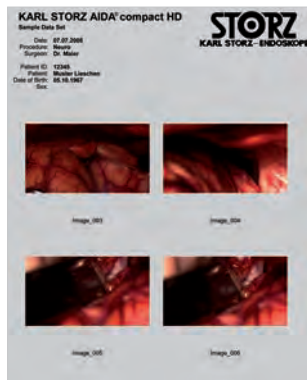 KARL STORZ AIDA® compact HD
Sample Data Set
STORZ
KARL STORZ—ENDOSKOPE
Date: 07.07.2008
Procedure: Neuro
Surgeon: Dr. Maier
Patient ID: 12345
Patient: Muster Lieschen
Date of Birth: 05.10.1967
Sex:
Image_003
Image_004
Image_005
Image_006